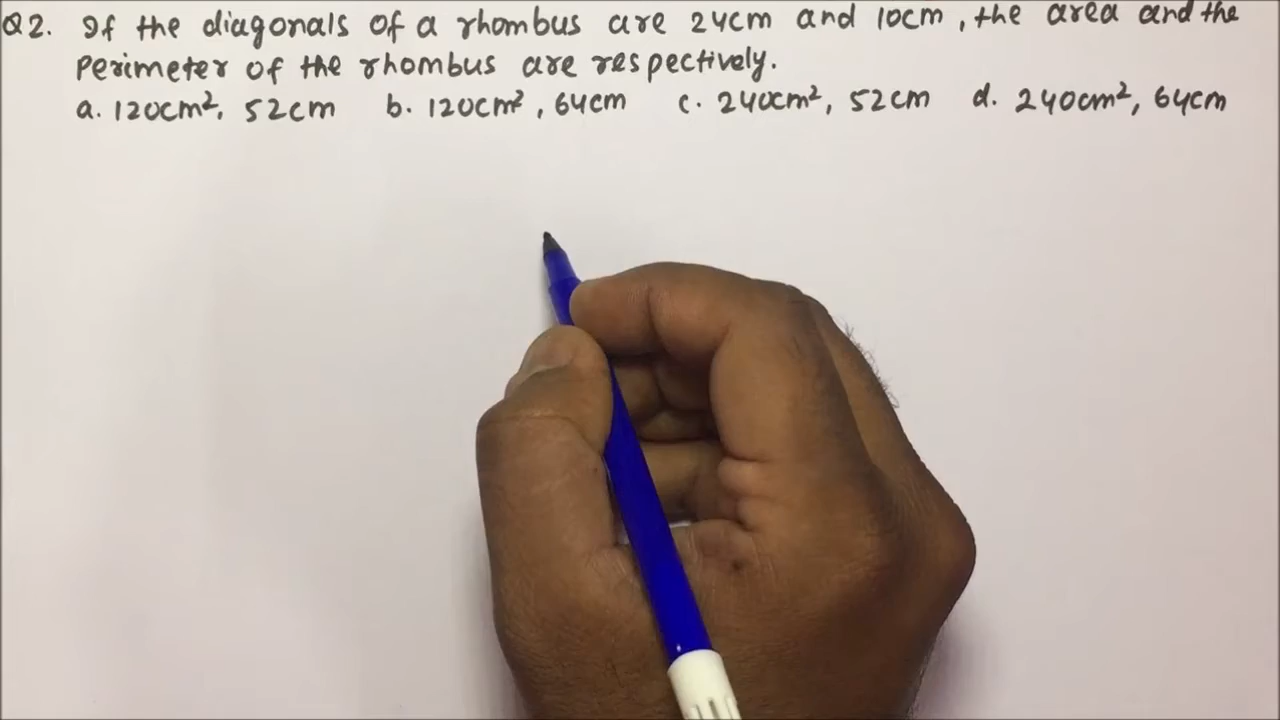 Q2. If the diagonals of a rhombus are 24cm and 10cm, the area and the
Perimeter of the rhombus are respectively.
a. 120cm², 52cm b. 120cm², 64cm c. 240cm², 52cm d. 240cm², 64cm